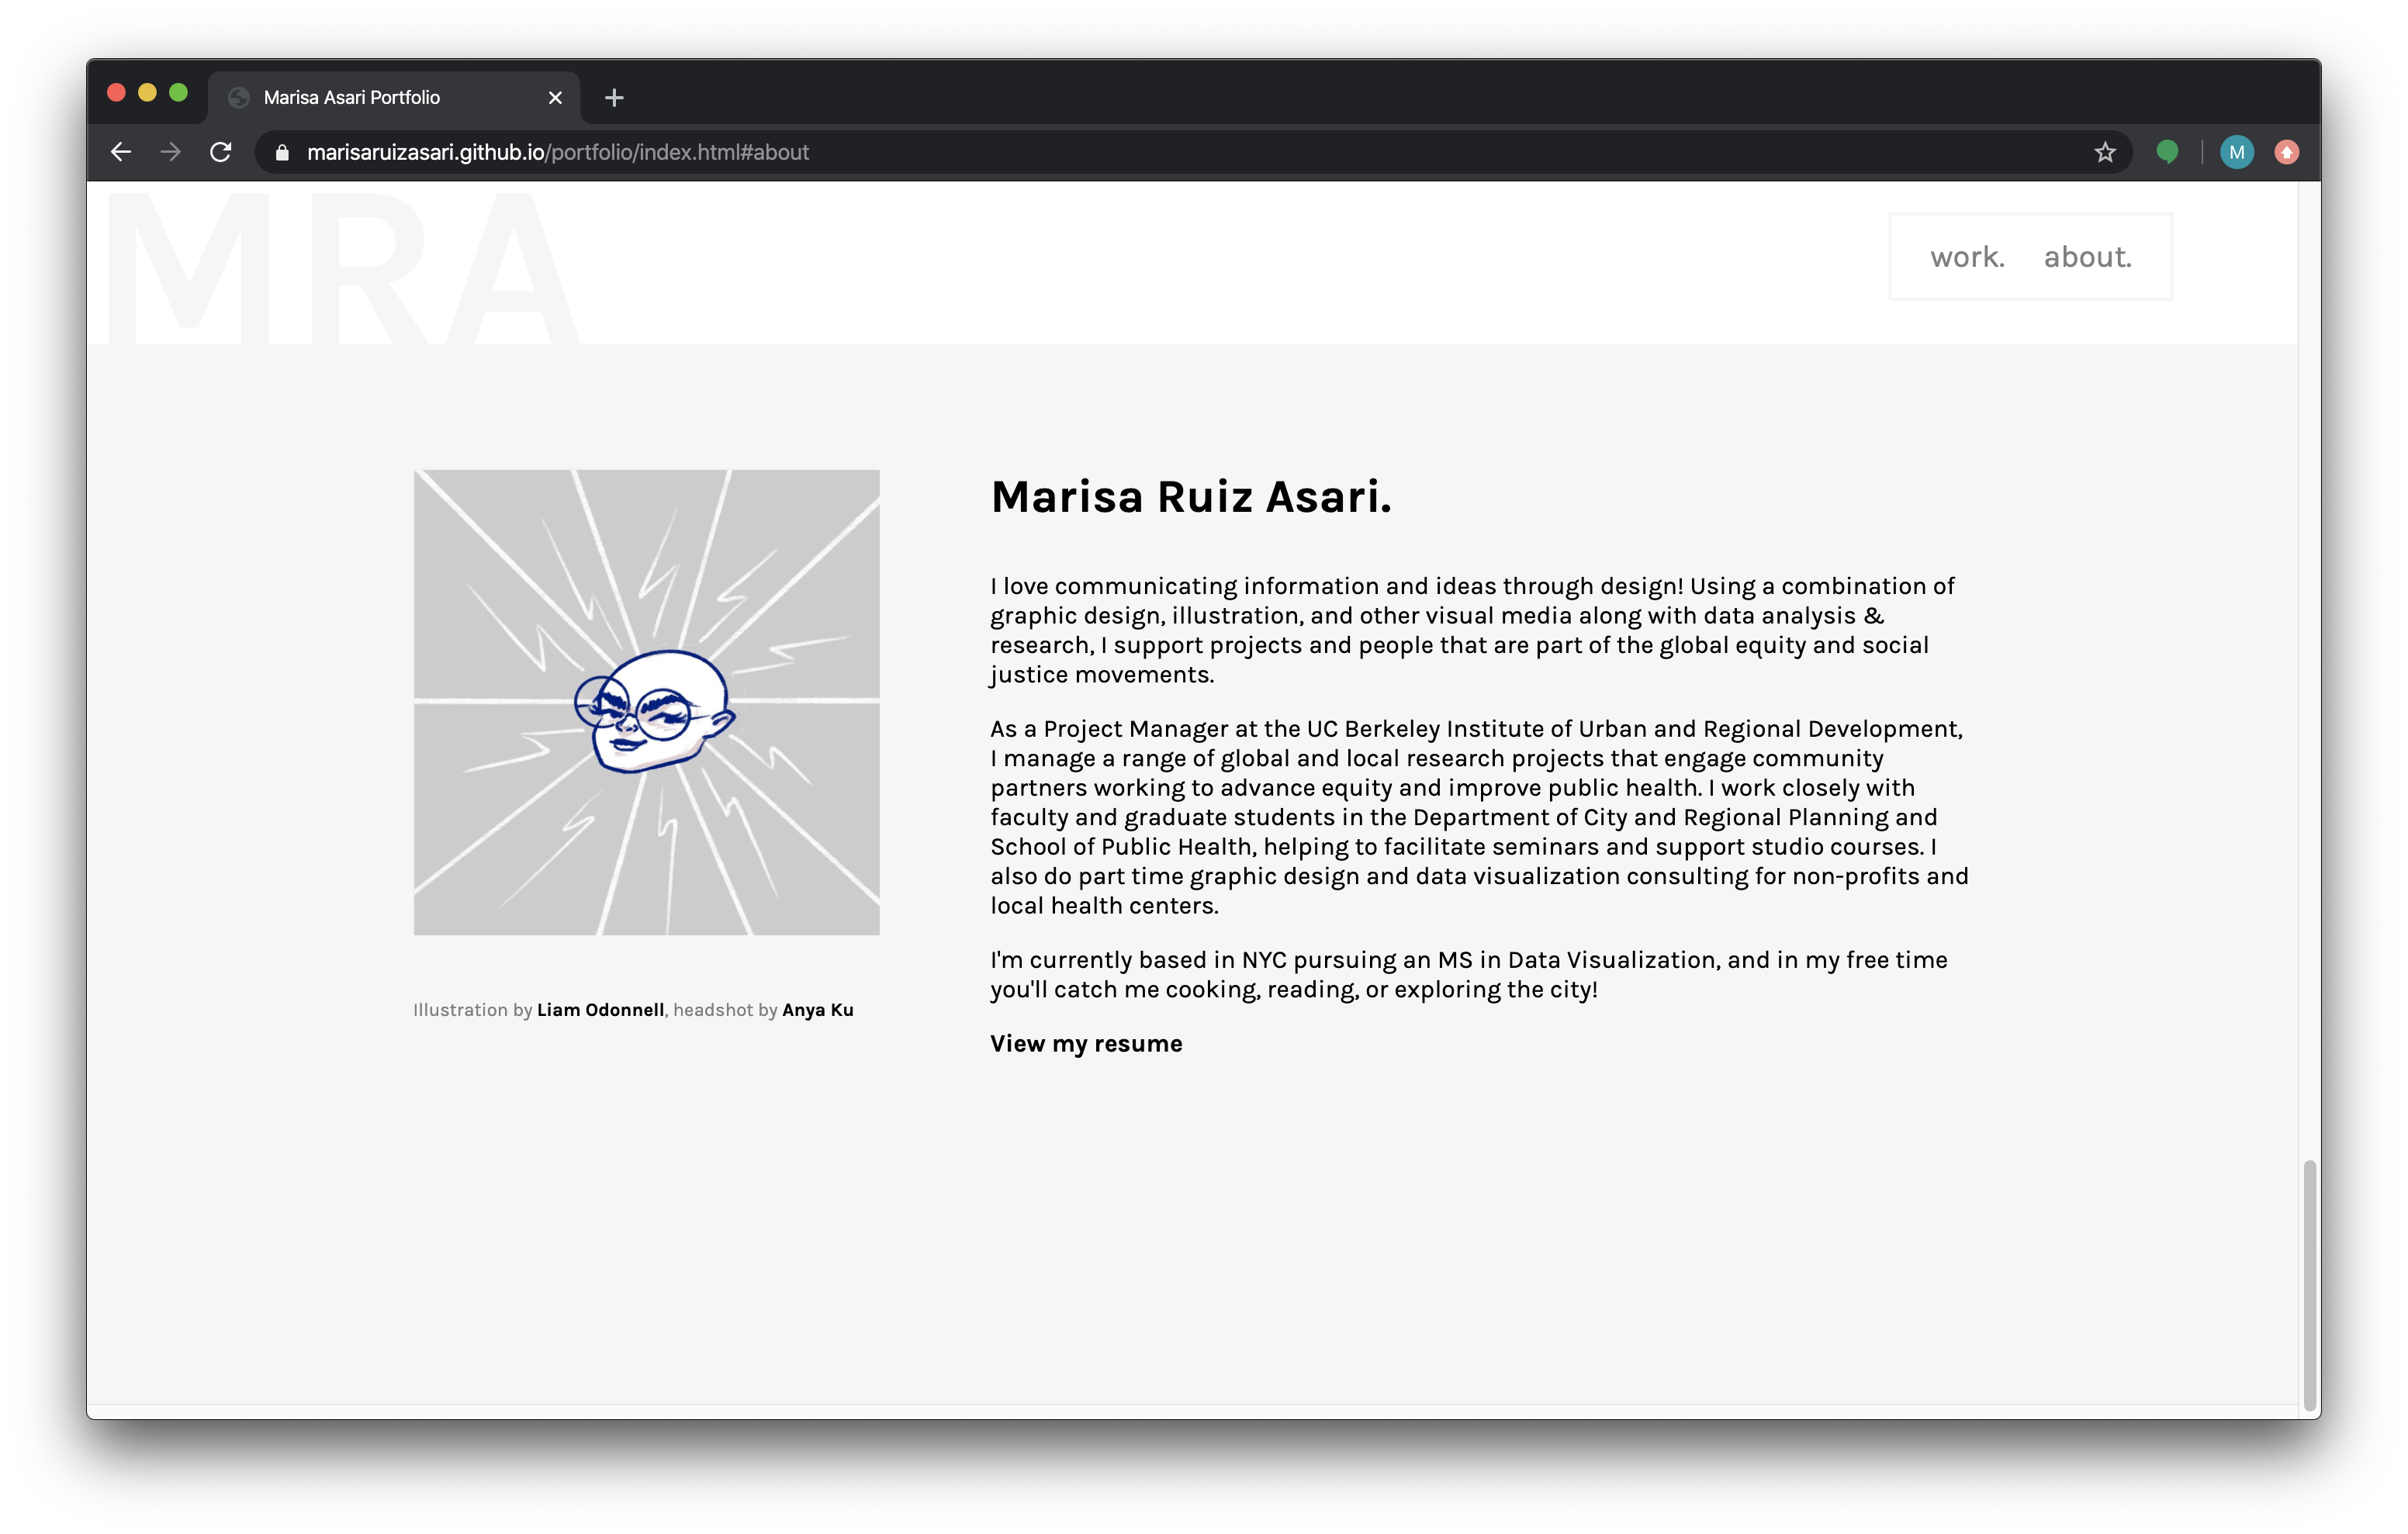 Marisa Asari Portfolio
marisaruizasari.github.io/portfolio/index.html#about
M
MRA
work. about.
Marisa Ruiz Asari.
I love communicating information and ideas through design! Using a combination of
graphic design, illustration, and other visual media along with data analysis &
research, I support projects and people that are part of the global equity and social
justice movements.
As a Project Manager at the UC Berkeley Institute of Urban and Regional Development,
I manage a range of global and local research projects that engage community
partners working to advance equity and improve public health. I work closely with
faculty and graduate students in the Department of City and Regional Planning and
School of Public Health, helping to facilitate seminars and support studio courses. I
also do part time graphic design and data visualization consulting for non-profits and
local health centers.
I'm currently based in NYC pursuing an MS in Data Visualization, and in my free time
you'll catch me cooking, reading, or exploring the city!
View my resume
Illustration by Liam Odonnell, headshot by Anya Ku